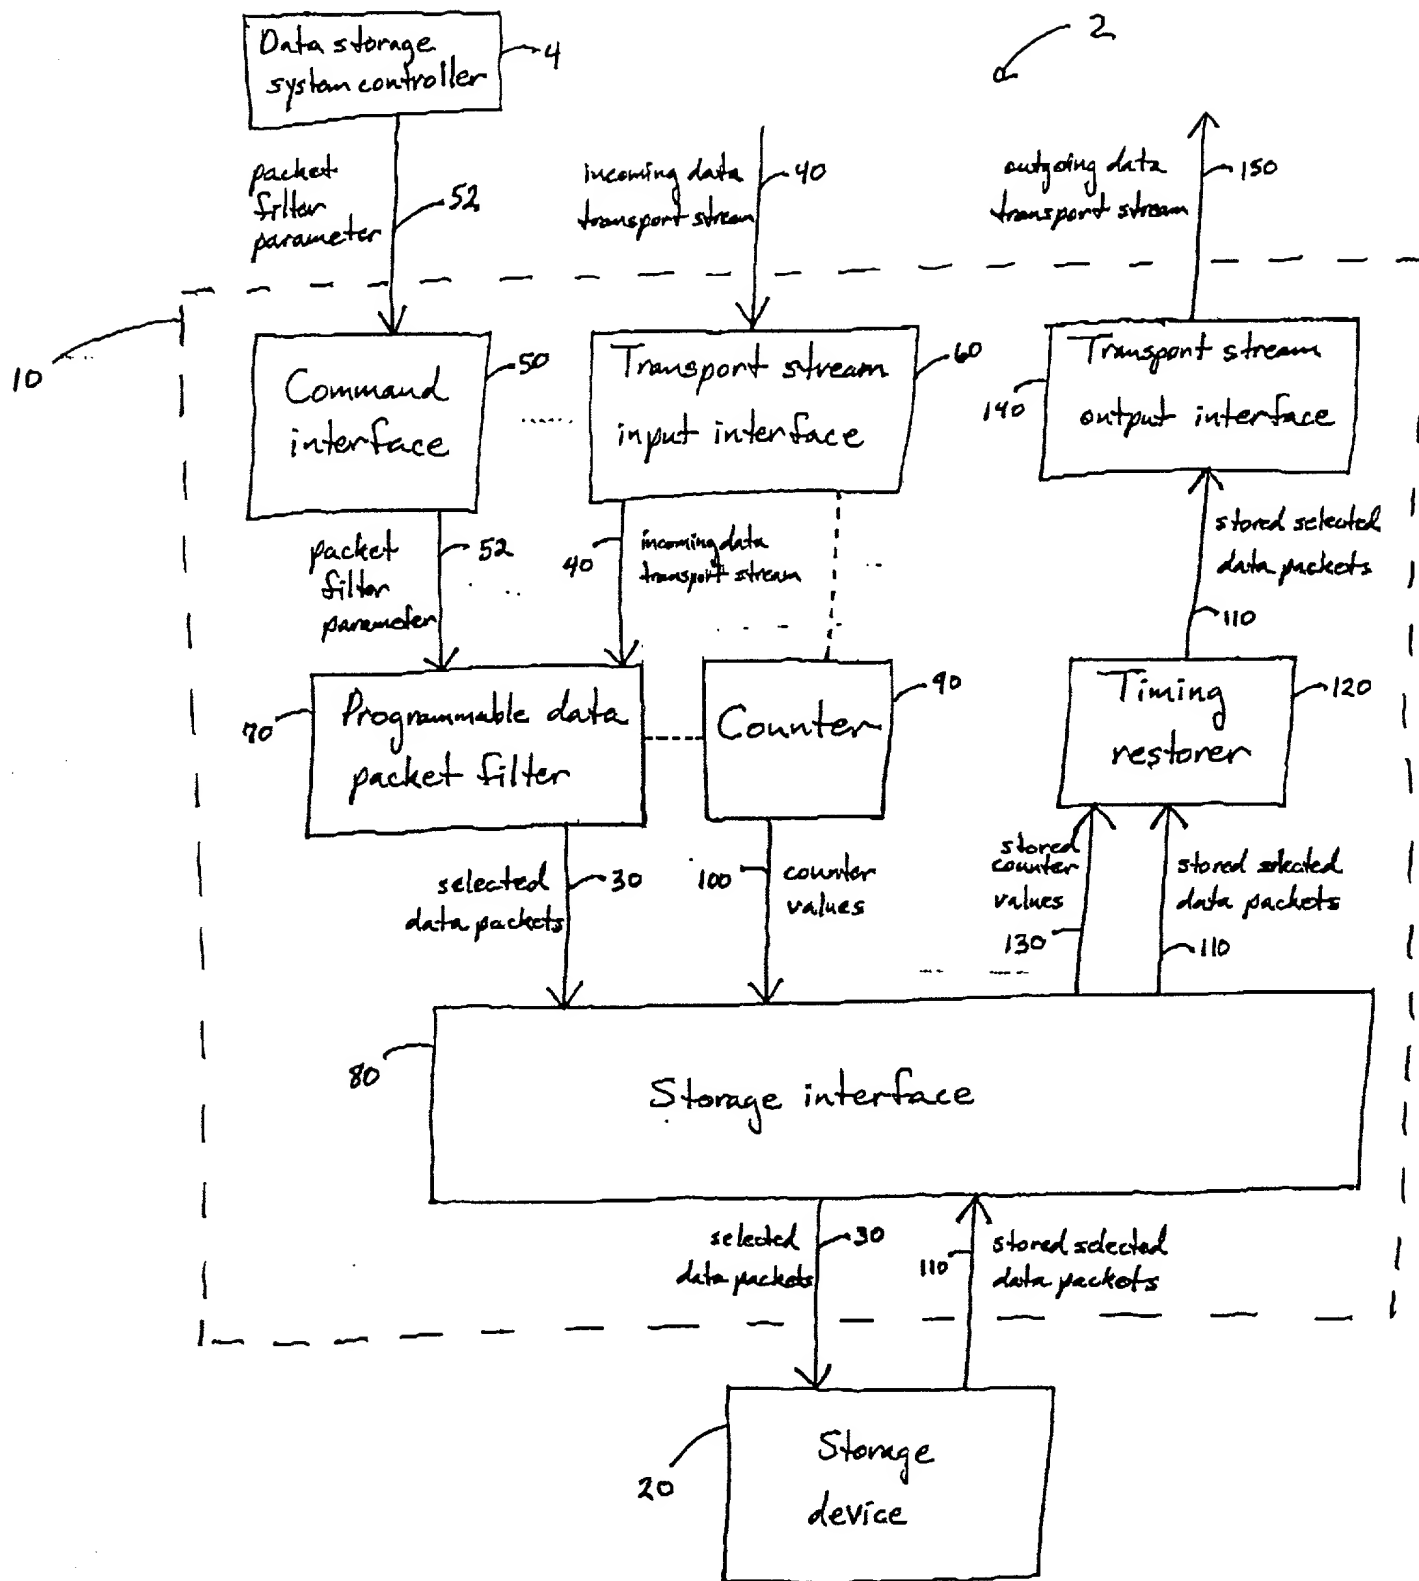 2
Data storage
system controller
4
packet
filter
parameter
52
incoming data
transport stream
40
outgoing data
transport stream
150
10
Command
interface
50
Transport stream
input interface
60
Transport stream
output interface
140
packet
filter
parameter
52
40
incoming data
transport stream
stored selected
data packets
110
70
Programmable data
packet filter
Counter
90
Timing
restorer
120
selected
data packets
30
100
counter
values
stored
counter
values
130
stored selected
data packets
110
80
Storage interface
selected
data packets
30
110
stored selected
data packets
20
Storage
device